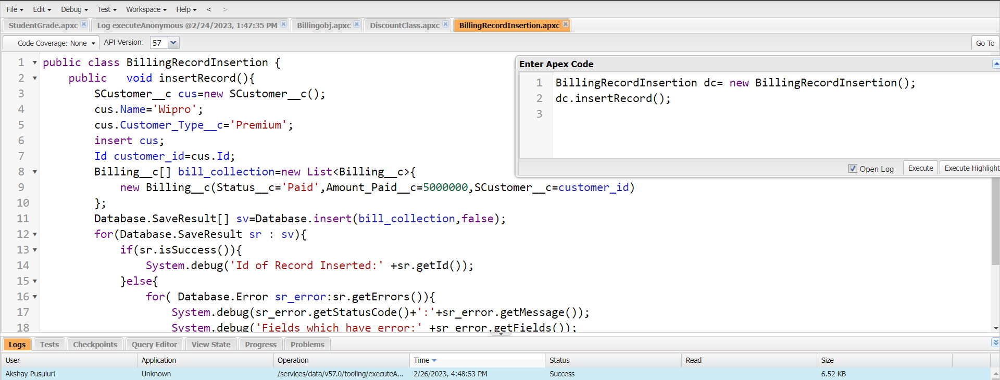 File Edit Debug Test Workspace Help < >
StudentGrade.apxc Log executeAnonymous @2/24/2023, 1:47:35 PM Billingobj.apxc DiscountClass.apxc BillingRecordInsertion.apxc
Code Coverage: None API Version: 57 Go To
1 public class BillingRecordInsertion {
2 public void insertRecord(){
3 SCustomer__c cus=new SCustomer__c();
4 cus.Name='Wipro';
5 cus.Customer_Type__c='Premium';
6 insert cus;
7 Id customer_id=cus.Id;
8 Billing__c[] bill_collection=new List<Billing__c>{
9 new Billing__c(Status__c='Paid',Amount_Paid__c=5000000,SCustomer__c=customer_id)
10 };
11 Database.SaveResult[] sv=Database.insert(bill_collection,false);
12 for(Database.SaveResult sr : sv){
13 if(sr.isSuccess()){
14 System.debug('Id of Record Inserted:' +sr.getId());
15 }else{
16 for( Database.Error sr_error:sr.getErrors()){
17 System.debug(sr_error.getStatusCode()+':'+sr_error.getMessage());
18 System.debug('Fields which have error:' +sr_error.getFields());
Enter Apex Code
1 BillingRecordInsertion dc= new BillingRecordInsertion();
2 dc.insertRecord();
3
Open Log Execute Execute Highlight
Logs Tests Checkpoints Query Editor View State Progress Problems
User Application Operation Time Status Read Size
Akshay Pusuluri Unknown /services/data/v57.0/tooling/executeA... 2/26/2023, 4:48:53 PM Success 6.52 KB